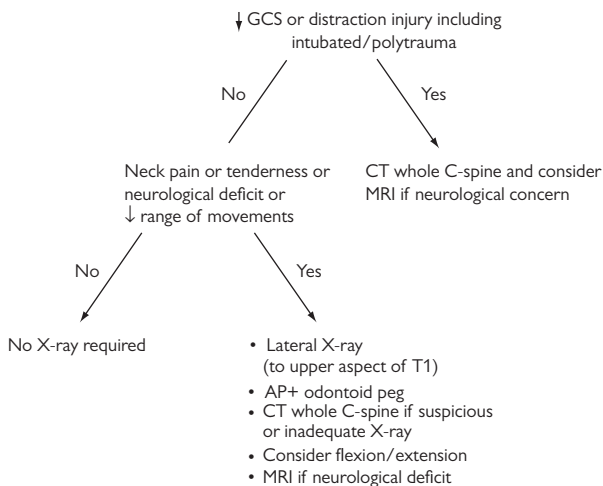 ↓ GCS or distraction injury including
intubated/polytrauma
No
Yes
Neck pain or tenderness or
neurological deficit or
↓ range of movements
CT whole C-spine and consider
MRI if neurological concern
No
Yes
No X-ray required
• Lateral X-ray
(to upper aspect of T1)
• AP+ odontoid peg
• CT whole C-spine if suspicious
or inadequate X-ray
• Consider flexion/extension
• MRI if neurological deficit